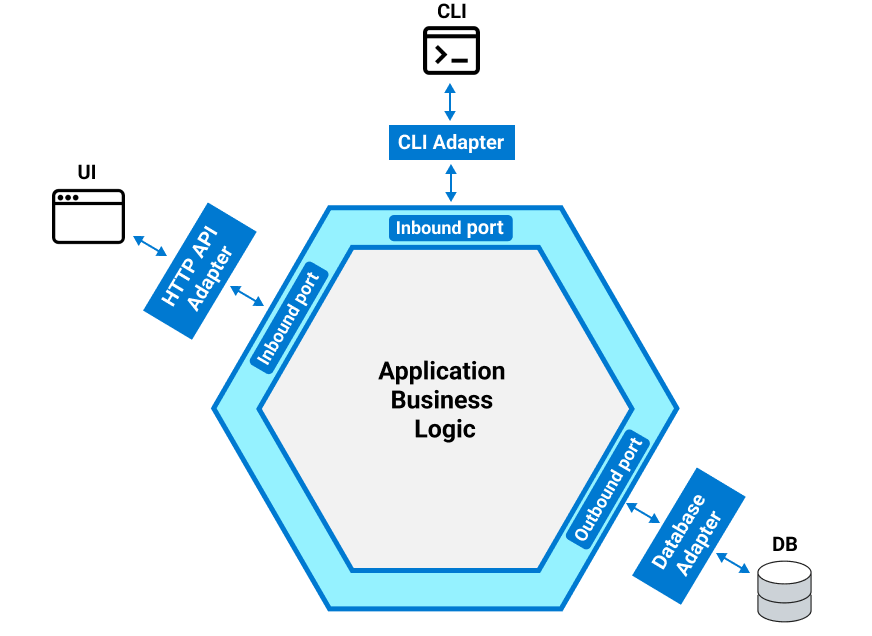 CLI
CLI Adapter
UI
HTTP API
Adapter
Inbound port
Inbound port
Application
Business
Logic
Outbound port
Database
Adapter
DB